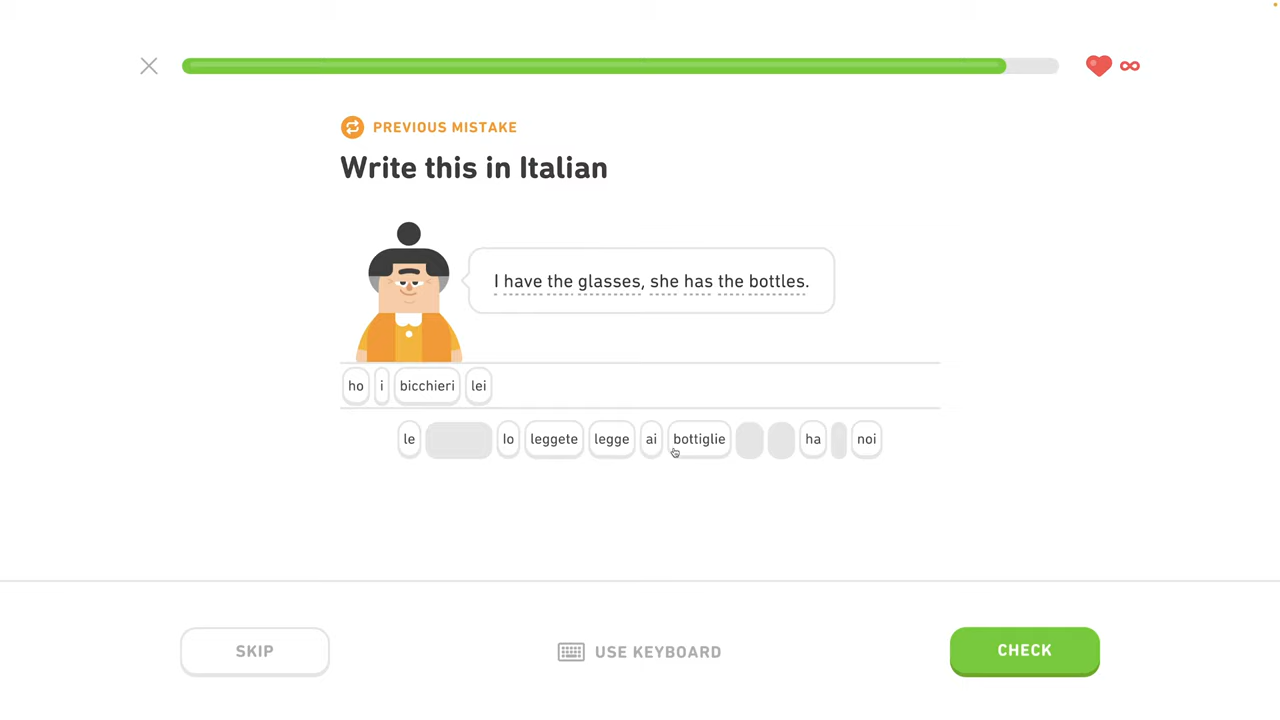 ∞
PREVIOUS MISTAKE
Write this in Italian
I have the glasses, she has the bottles.
ho i bicchieri lei
le lo leggete legge ai bottiglie ha noi
SKIP USE KEYBOARD CHECK